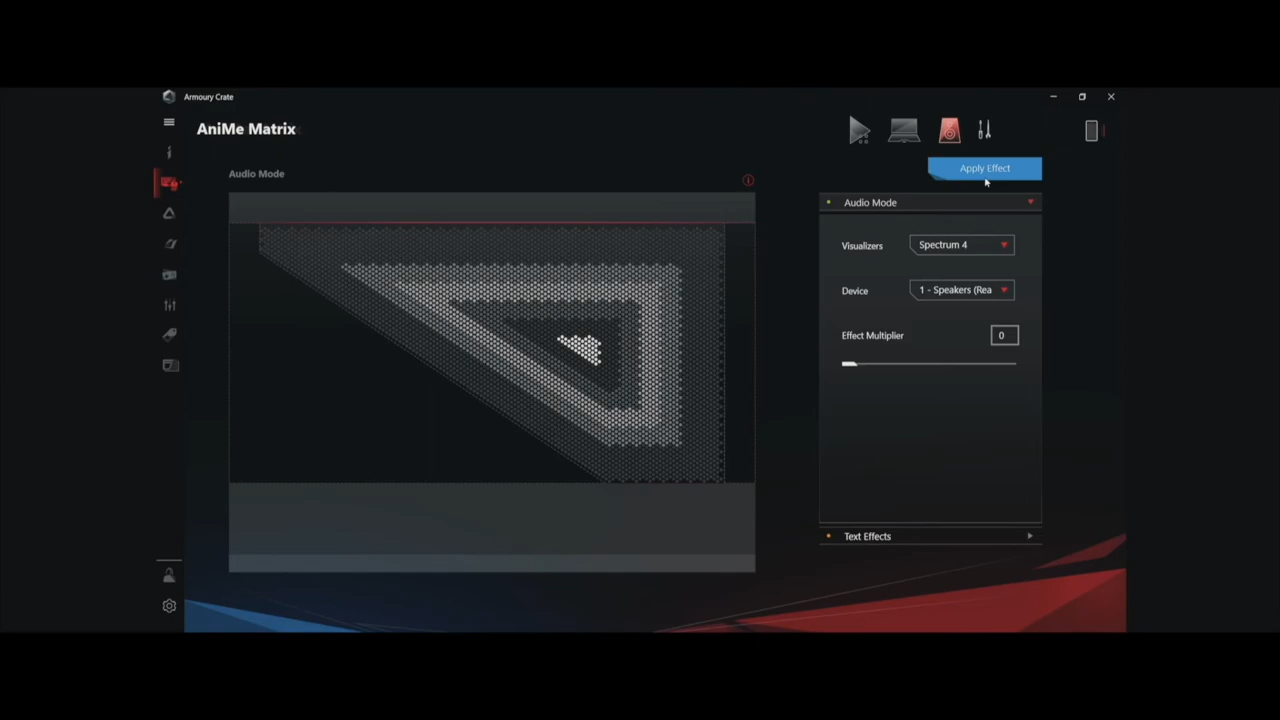 Armoury Crate
AniMe Matrix
Audio Mode
Apply Effect
Audio Mode
Visualizers
Spectrum 4
Device
1 - Speakers (Rea
Effect Multiplier
0
Text Effects